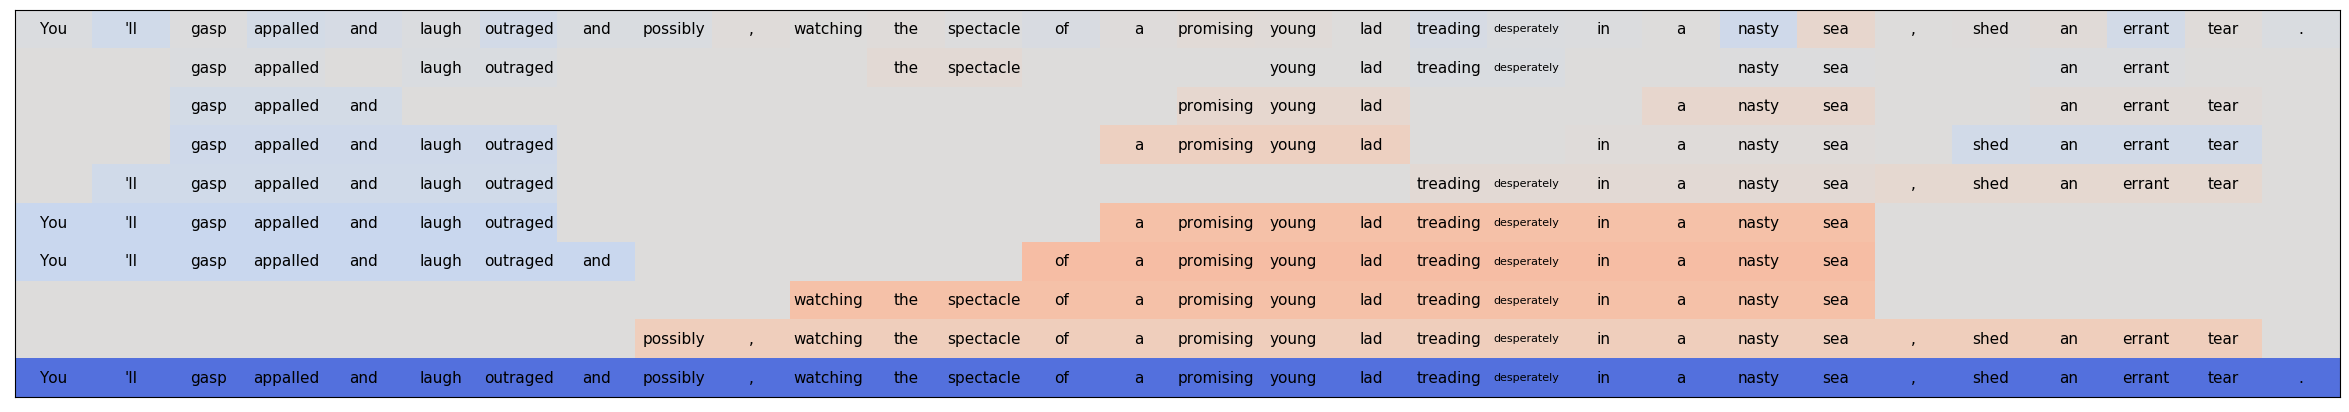 You 'll gasp appalled and laugh outraged and possibly , watching the spectacle of a promising young lad treading desperately in a nasty sea , shed an errant tear .
gasp appalled laugh outraged the spectacle young lad treading desperately nasty sea an errant
gasp appalled and promising young lad a nasty sea an errant tear
gasp appalled and laugh outraged a promising young lad in a nasty sea shed an errant tear
'll gasp appalled and laugh outraged treading desperately in a nasty sea , shed an errant tear
You 'll gasp appalled and laugh outraged a promising young lad treading desperately in a nasty sea
You 'll gasp appalled and laugh outraged and of a promising young lad treading desperately in a nasty sea
watching the spectacle of a promising young lad treading desperately in a nasty sea
possibly , watching the spectacle of a promising young lad treading desperately in a nasty sea , shed an errant tear
You 'll gasp appalled and laugh outraged and possibly , watching the spectacle of a promising young lad treading desperately in a nasty sea , shed an errant tear .